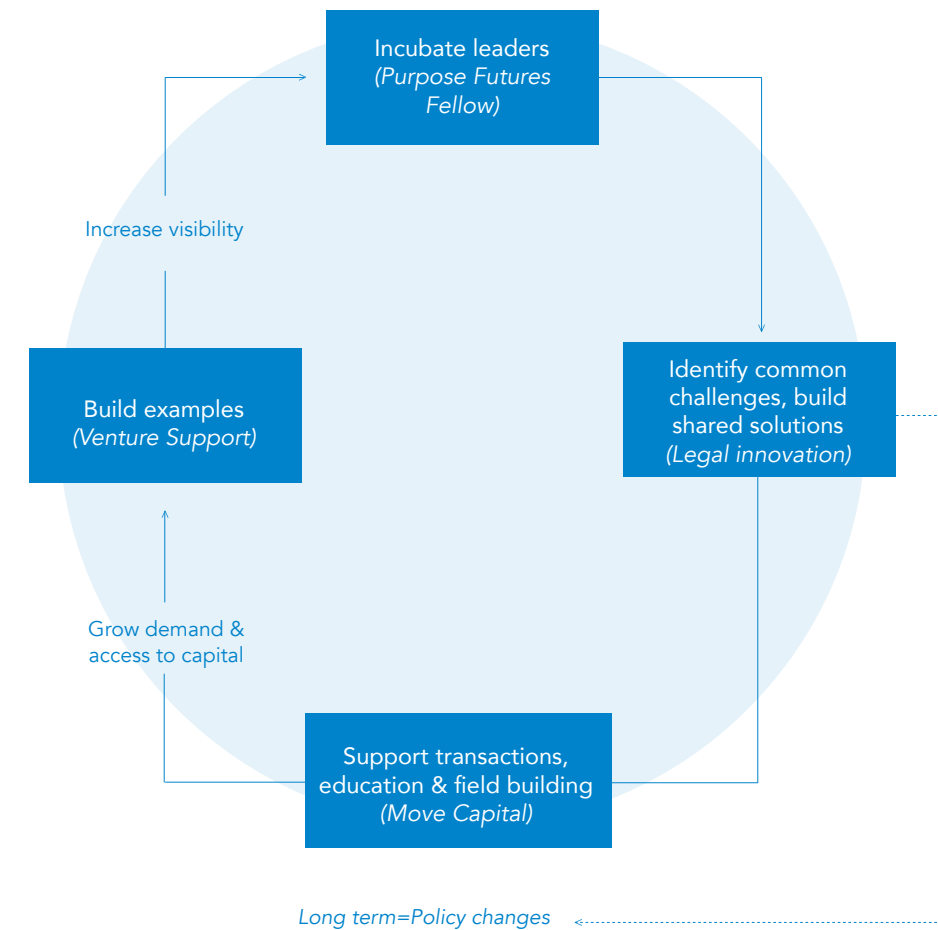 Incubate leaders
(Purpose Futures
Fellow)
Increase visibility
Identify common
challenges, build
shared solutions
(Legal innovation)
Build examples
(Venture Support)
Grow demand &
access to capital
Support transactions,
education & field building
(Move Capital)
Long term=Policy changes